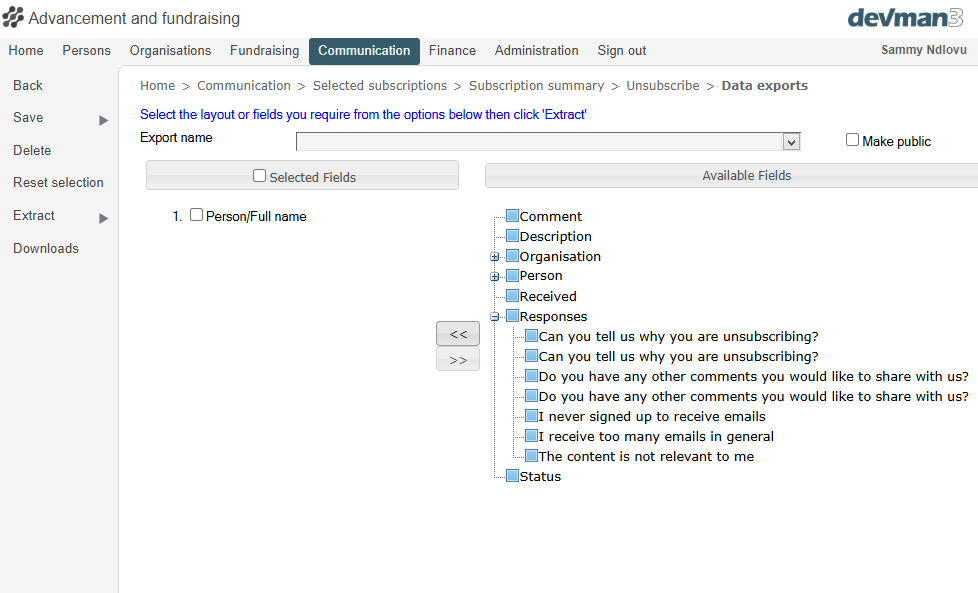 Advancement and fundraising
devman3
Home Persons Organisations Fundraising Communication Finance Administration Sign out Sammy Ndlovu
Back
Save
Delete
Reset selection
Extract
Downloads
Home > Communication > Selected subscriptions > Subscription summary > Unsubscribe > Data exports
Select the layout or fields you require from the options below then click 'Extract'
Export name
Make public
Selected Fields
Available Fields
1. Person/Full name
<<
>>
Comment
Description
Organisation
Person
Received
Responses
Can you tell us why you are unsubscribing?
Can you tell us why you are unsubscribing?
Do you have any other comments you would like to share with us?
Do you have any other comments you would like to share with us?
I never signed up to receive emails
I receive too many emails in general
The content is not relevant to me
Status